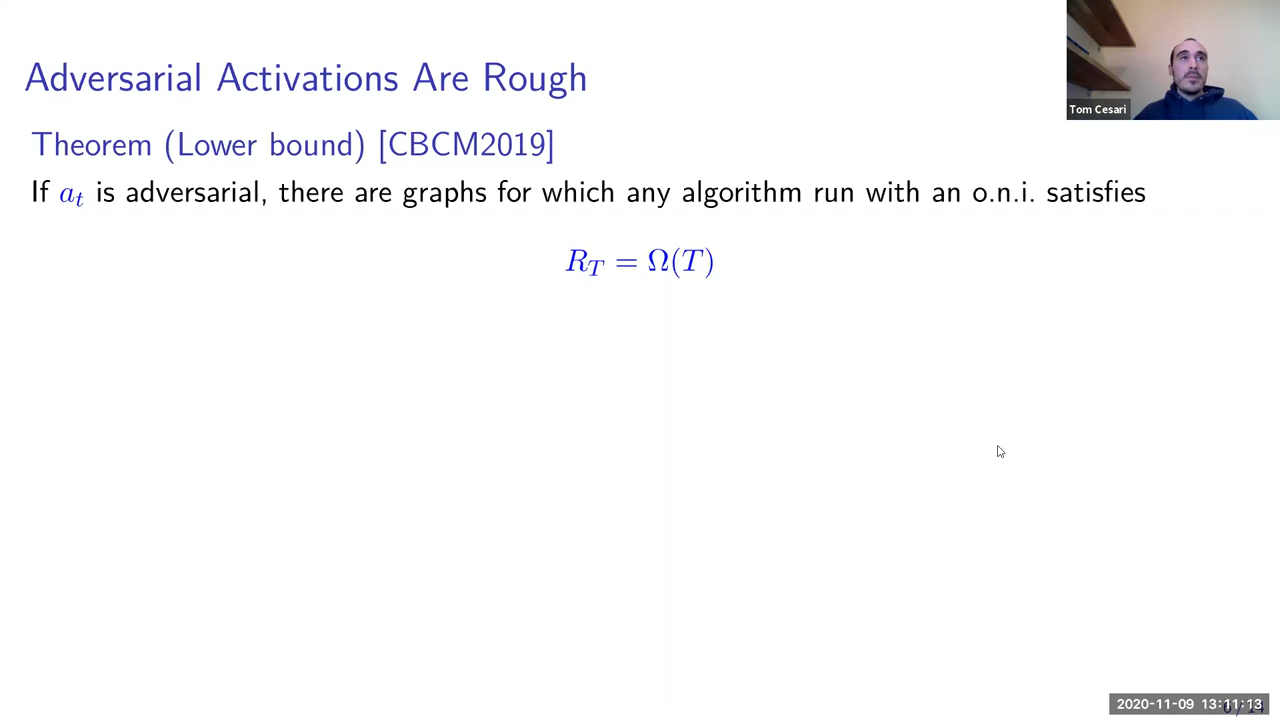 Adversarial Activations Are Rough
Tom Cesari
Theorem (Lower bound) [CBCM2019]
If a_t is adversarial, there are graphs for which any algorithm run with an o.n.i. satisfies
R_T = Ω(T)
2020-11-09 13:11:13